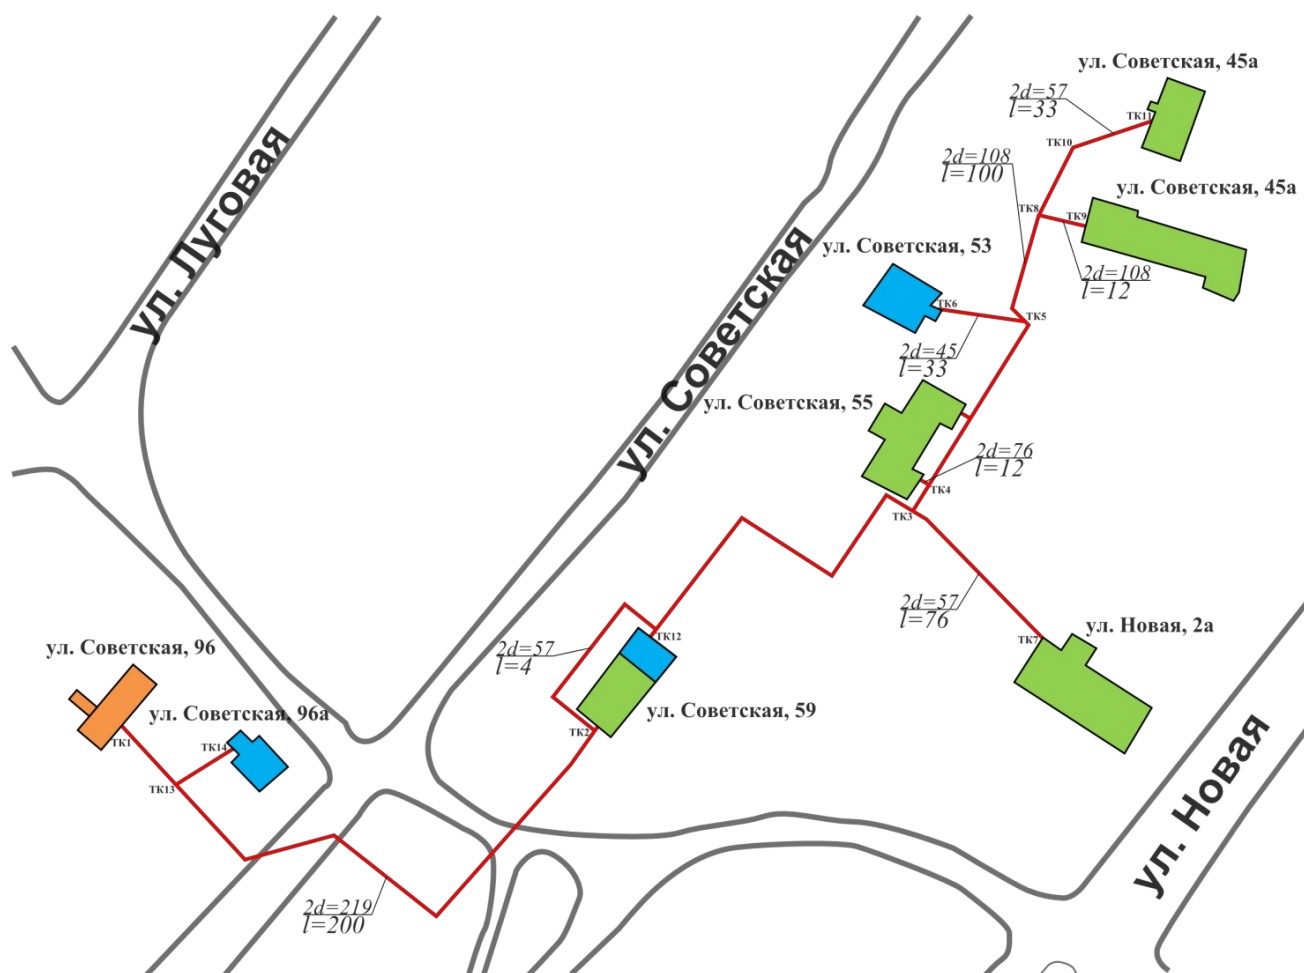 ул. Советская, 45а
2d=57
l=33
ТК11
ТК10
2d=108
l=100
ул. Советская, 45а
ТК8
ТК9
ул. Луговая
ул. Советская
ул. Советская, 53
2d=108
l=12
ТК6
ТК5
2d=45
l=33
ул. Советская, 55
2d=76
l=12
ТК4
ТК3
2d=57
l=76
ул. Новая, 2а
ТК7
ТК12
2d=57
l=4
ул. Советская, 96
ул. Советская, 96а
ул. Советская, 59
ТК2
ТК1
ТК14
ТК13
ул. Новая
2d=219
l=200